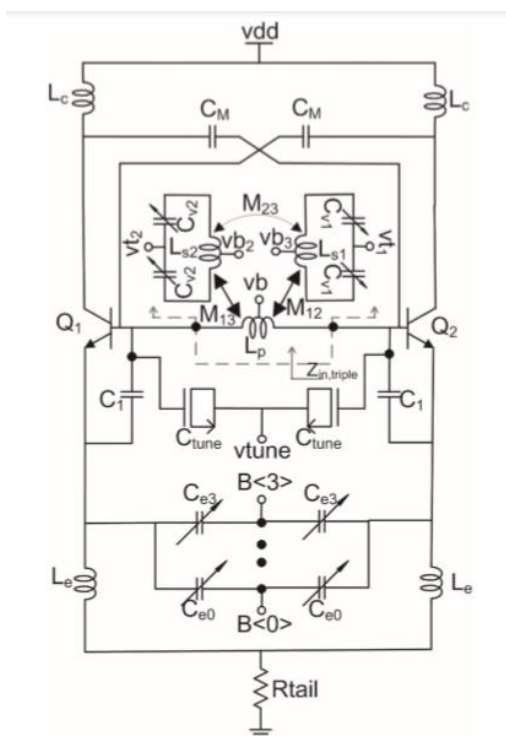 vdd
Lc Lc
CM CM
M23
Cv2 Cv1
vt2 Ls2 vb2 vb3 Ls1 vt1
Cv2 Cv1
vb
M13 M12
Q1 Q2
Lp
Zin,triple
C1 C1
Ctune Ctune
vtune
B<3>
Ce3 Ce3
Le Le
Ce0 Ce0
B<0>
Rtail